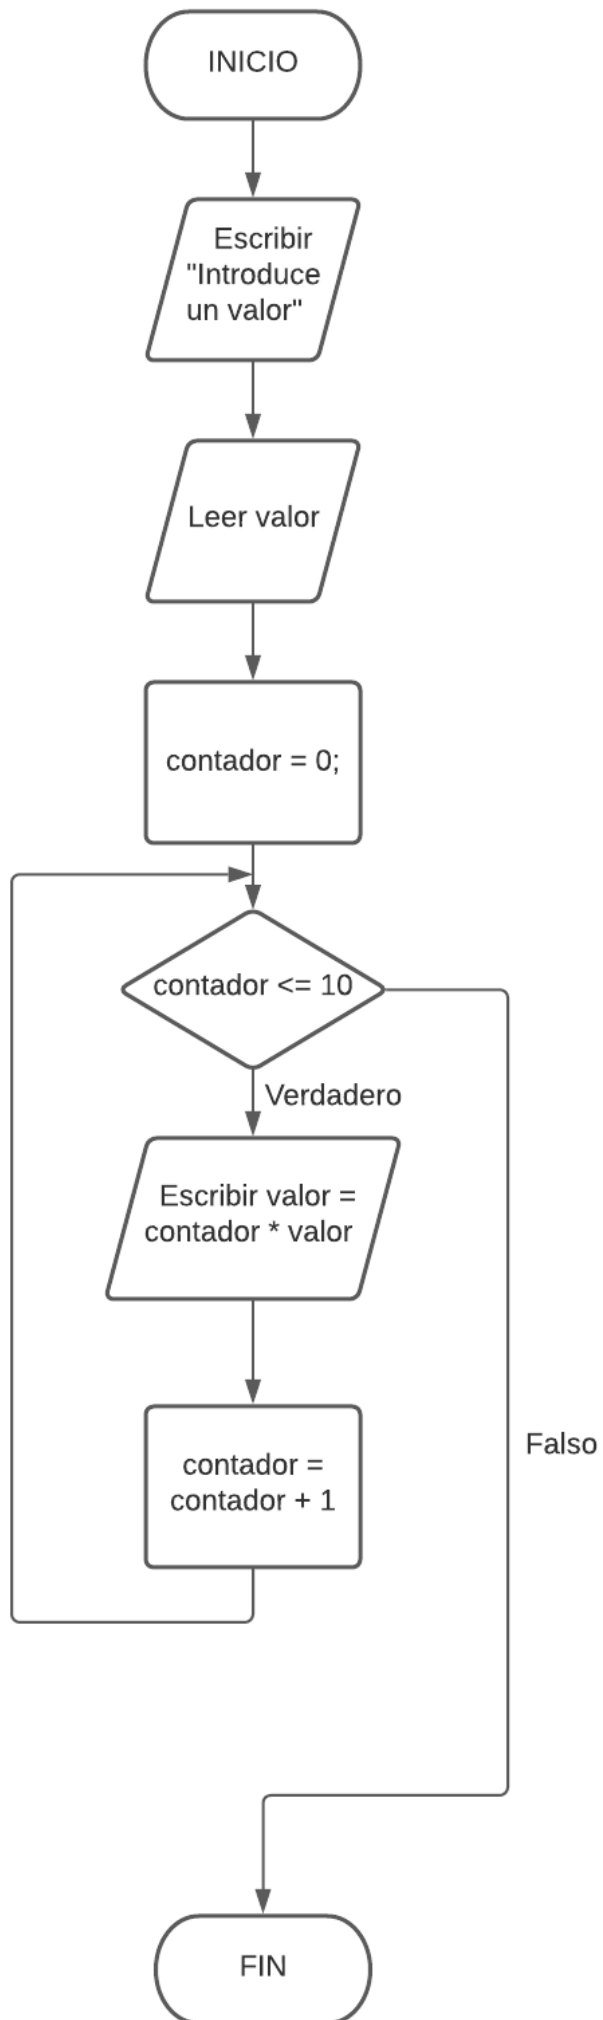 INICIO
Escribir
"Introduce
un valor"
Leer valor
contador = 0;
contador <= 10
Verdadero
Escribir valor =
contador * valor
Falso
contador =
contador + 1
FIN